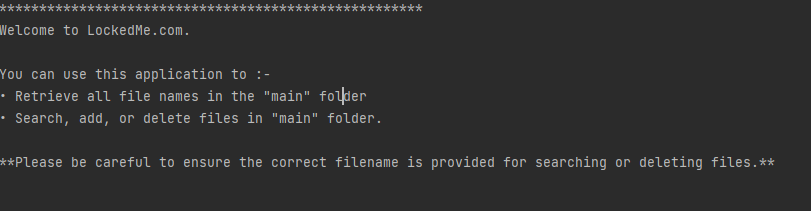 *****************************************************
Welcome to LockedMe.com.
You can use this application to :-
• Retrieve all file names in the "main" folder
• Search, add, or delete files in "main" folder.
**Please be careful to ensure the correct filename is provided for searching or deleting files.**